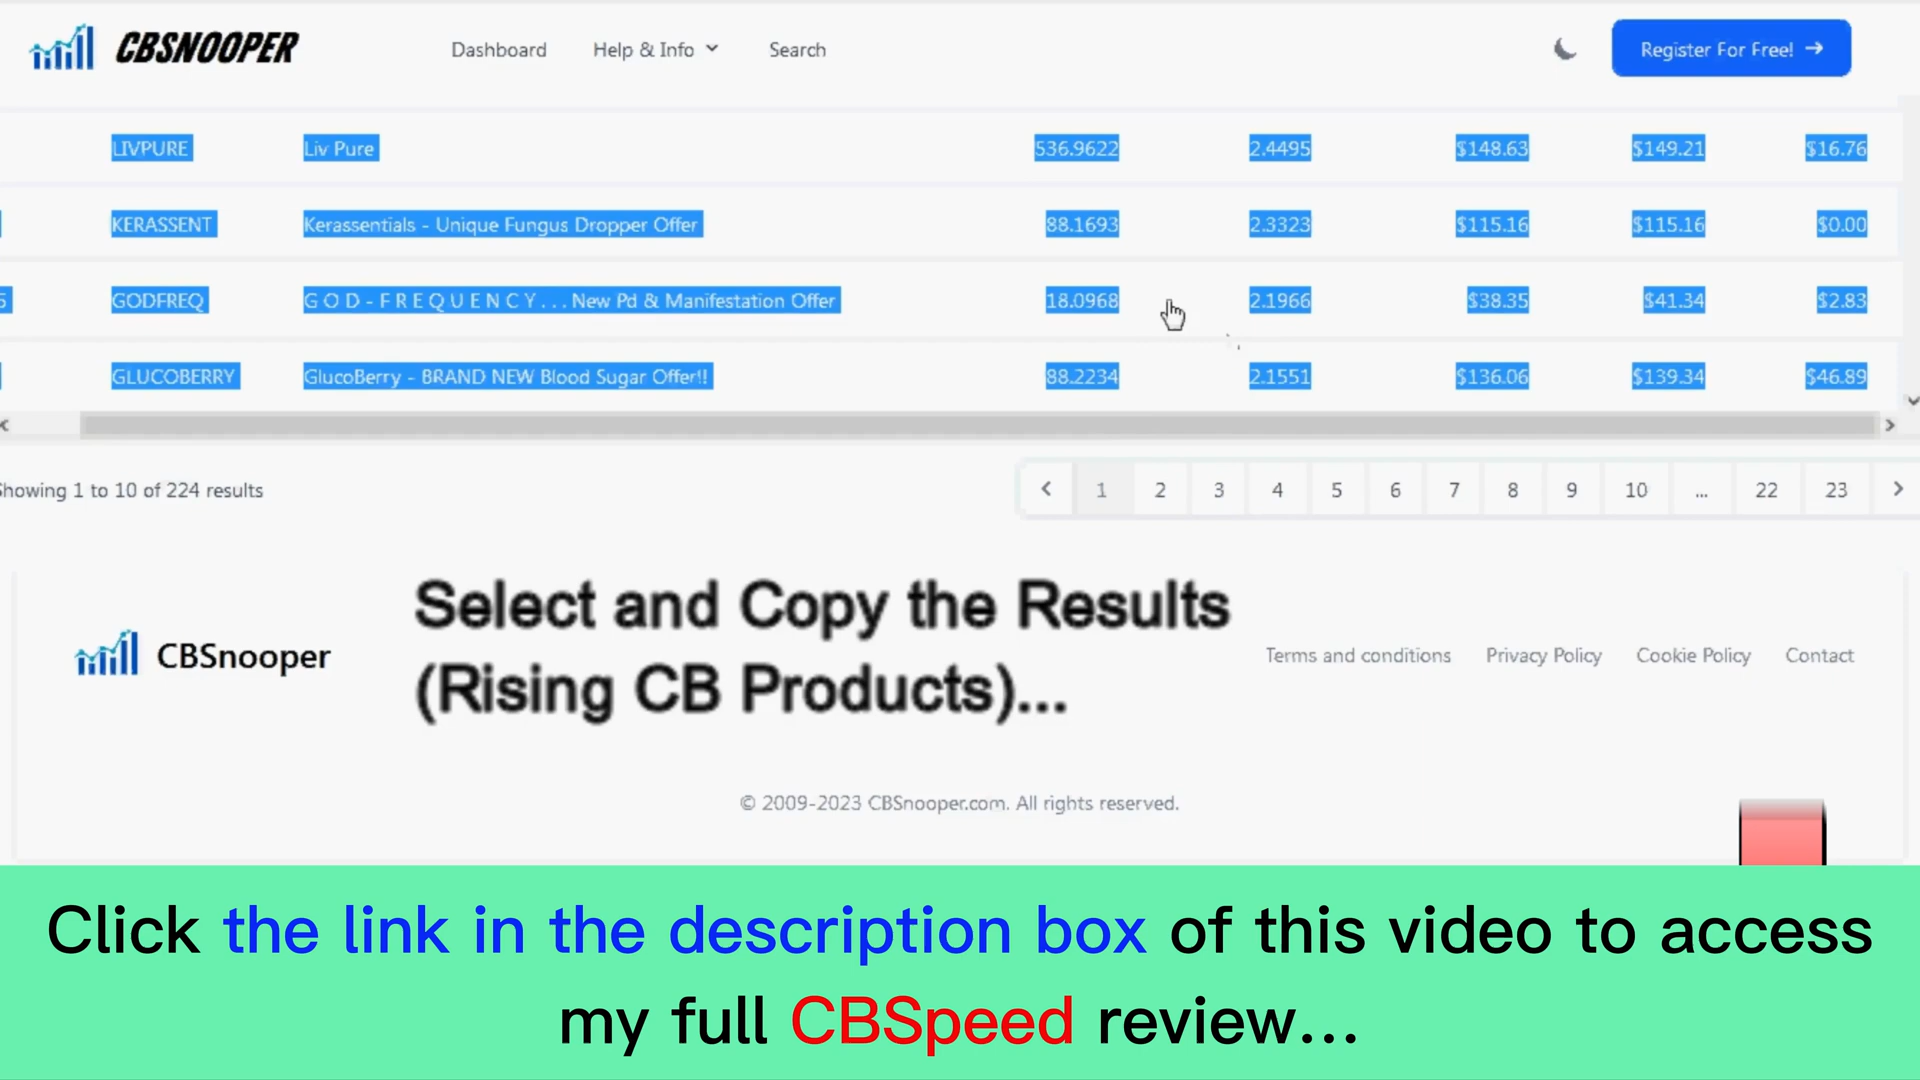 CBSNOOPER Dashboard Help & Info Search Register For Free! →
LIVPURE Liv Pure 536.9622 2.4495 $148.63 $149.21 $16.76
KERASSENT Kerassentials - Unique Fungus Dropper Offer 88.1693 2.3323 $115.16 $115.16 $0.00
5 GODFREQ G O D - F R E Q U E N C Y . . . New Pd & Manifestation Offer 18.0968 2.1966 $38.35 $41.34 $2.83
GLUCOBERRY GlucoBerry - BRAND NEW Blood Sugar Offer!! 88.2234 2.1551 $136.06 $139.34 $46.89
Showing 1 to 10 of 224 results 1 2 3 4 5 6 7 8 9 10 ... 22 23
Select and Copy the Results
(Rising CB Products)...
CBSnooper
Terms and conditions Privacy Policy Cookie Policy Contact
© 2009-2023 CBSnooper.com. All rights reserved.
Click the link in the description box of this video to access
my full CBSpeed review...